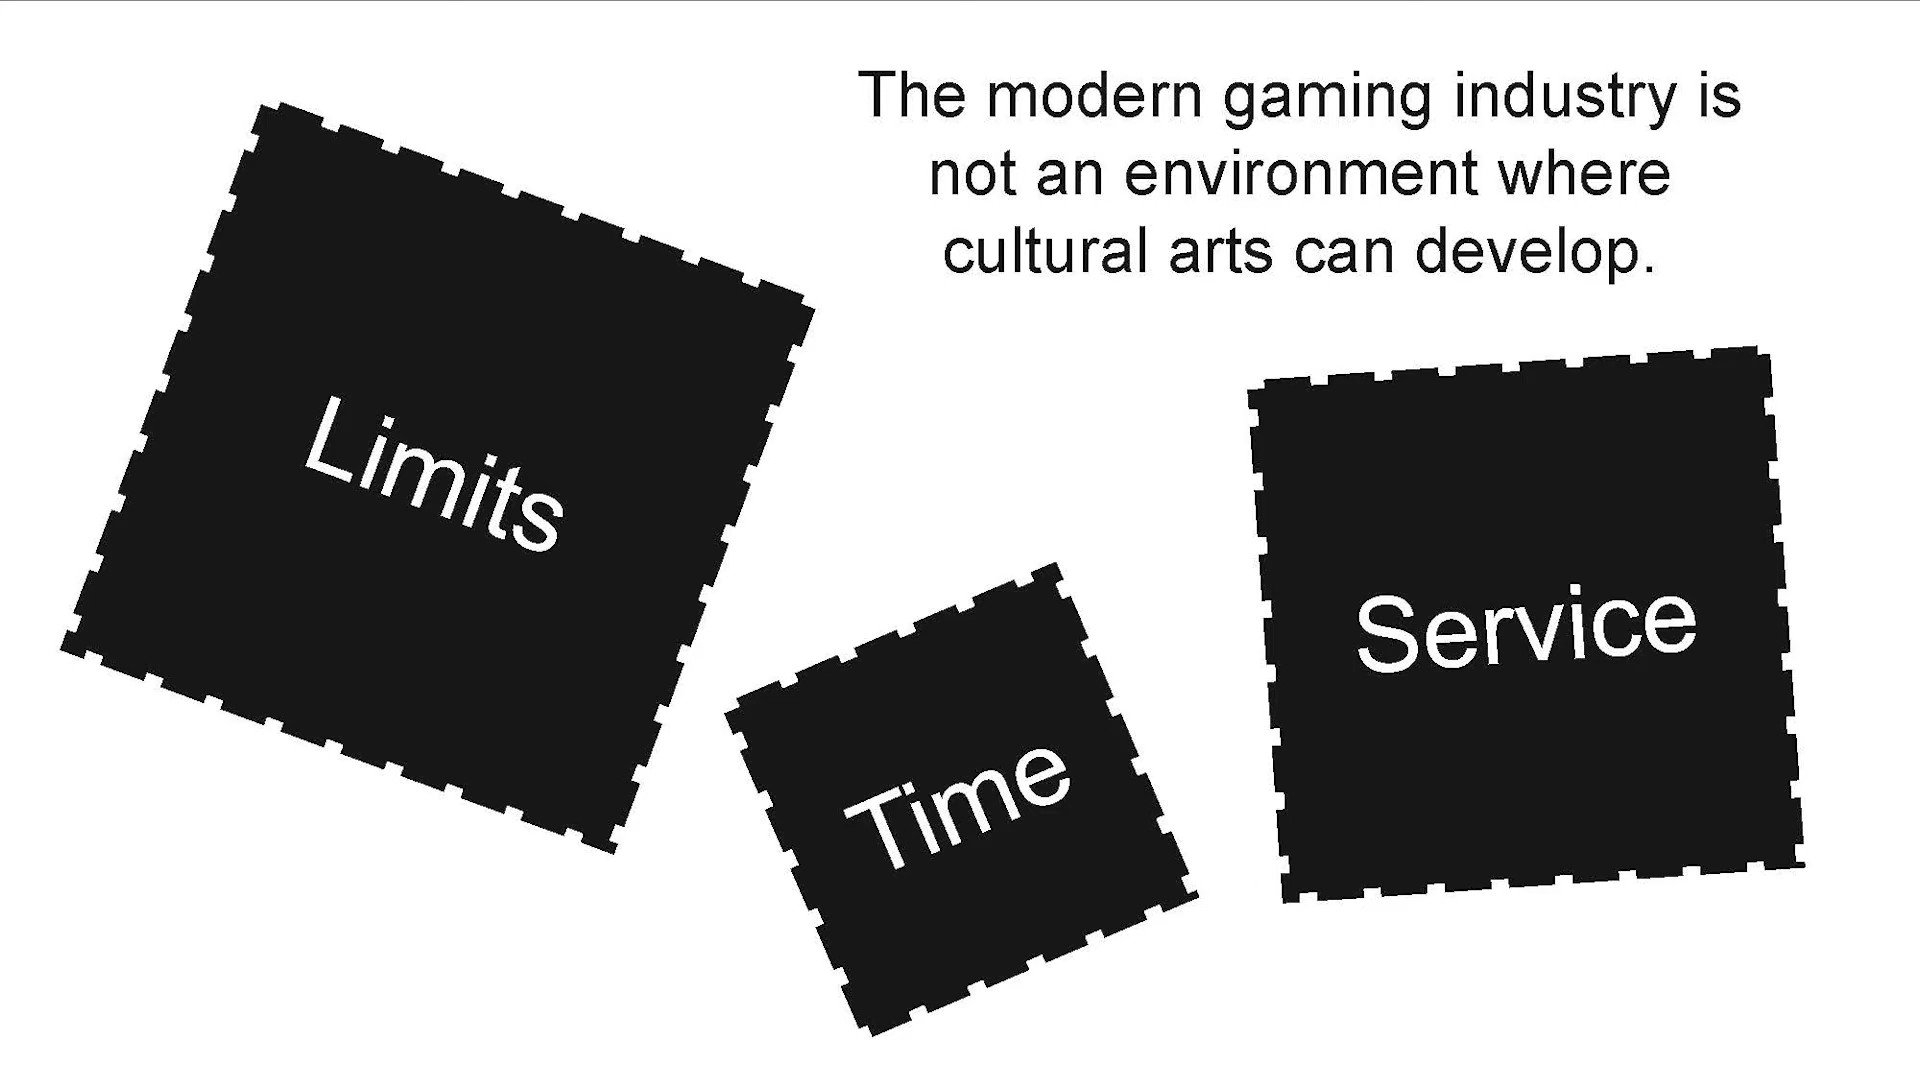 The modern gaming industry is
not an environment where
cultural arts can develop.
Limits
Time
Service